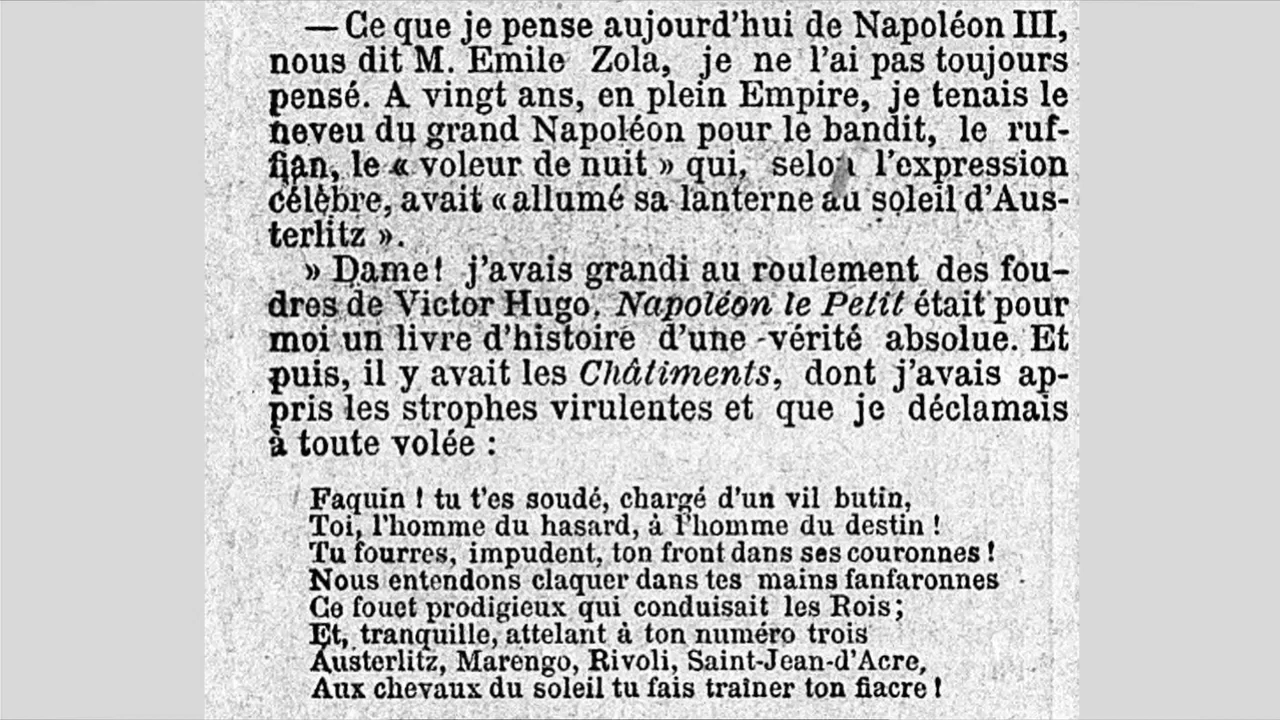 — Ce que je pense aujourd'hui de Napoléon III,
nous dit M. Emile Zola, je ne l'ai pas toujours
pensé. A vingt ans, en plein Empire, je tenais le
neveu du grand Napoléon pour le bandit, le ruf-
fian, le « voleur de nuit » qui, selon l'expression
célèbre, avait « allumé sa lanterne au soleil d'Aus-
terlitz ».
» Dame! j'avais grandi au roulement des fou-
dres de Victor Hugo. Napoléon le Petit était pour
moi un livre d'histoire d'une vérité absolue. Et
puis, il y avait les Châtiments, dont j'avais ap-
pris les strophes virulentes et que je déclamais
à toute volée :
Faquin ! tu t'es soudé, chargé d'un vil butin,
Toi, l'homme du hasard, à l'homme du destin !
Tu fourres, impudent, ton front dans ses couronnes !
Nous entendons claquer dans tes mains fanfaronnes
Ce fouet prodigieux qui conduisait les Rois;
Et, tranquille, attelant à ton numéro trois
Austerlitz, Marengo, Rivoli, Saint-Jean-d'Acre,
Aux chevaux du soleil tu fais traîner ton fiacre !